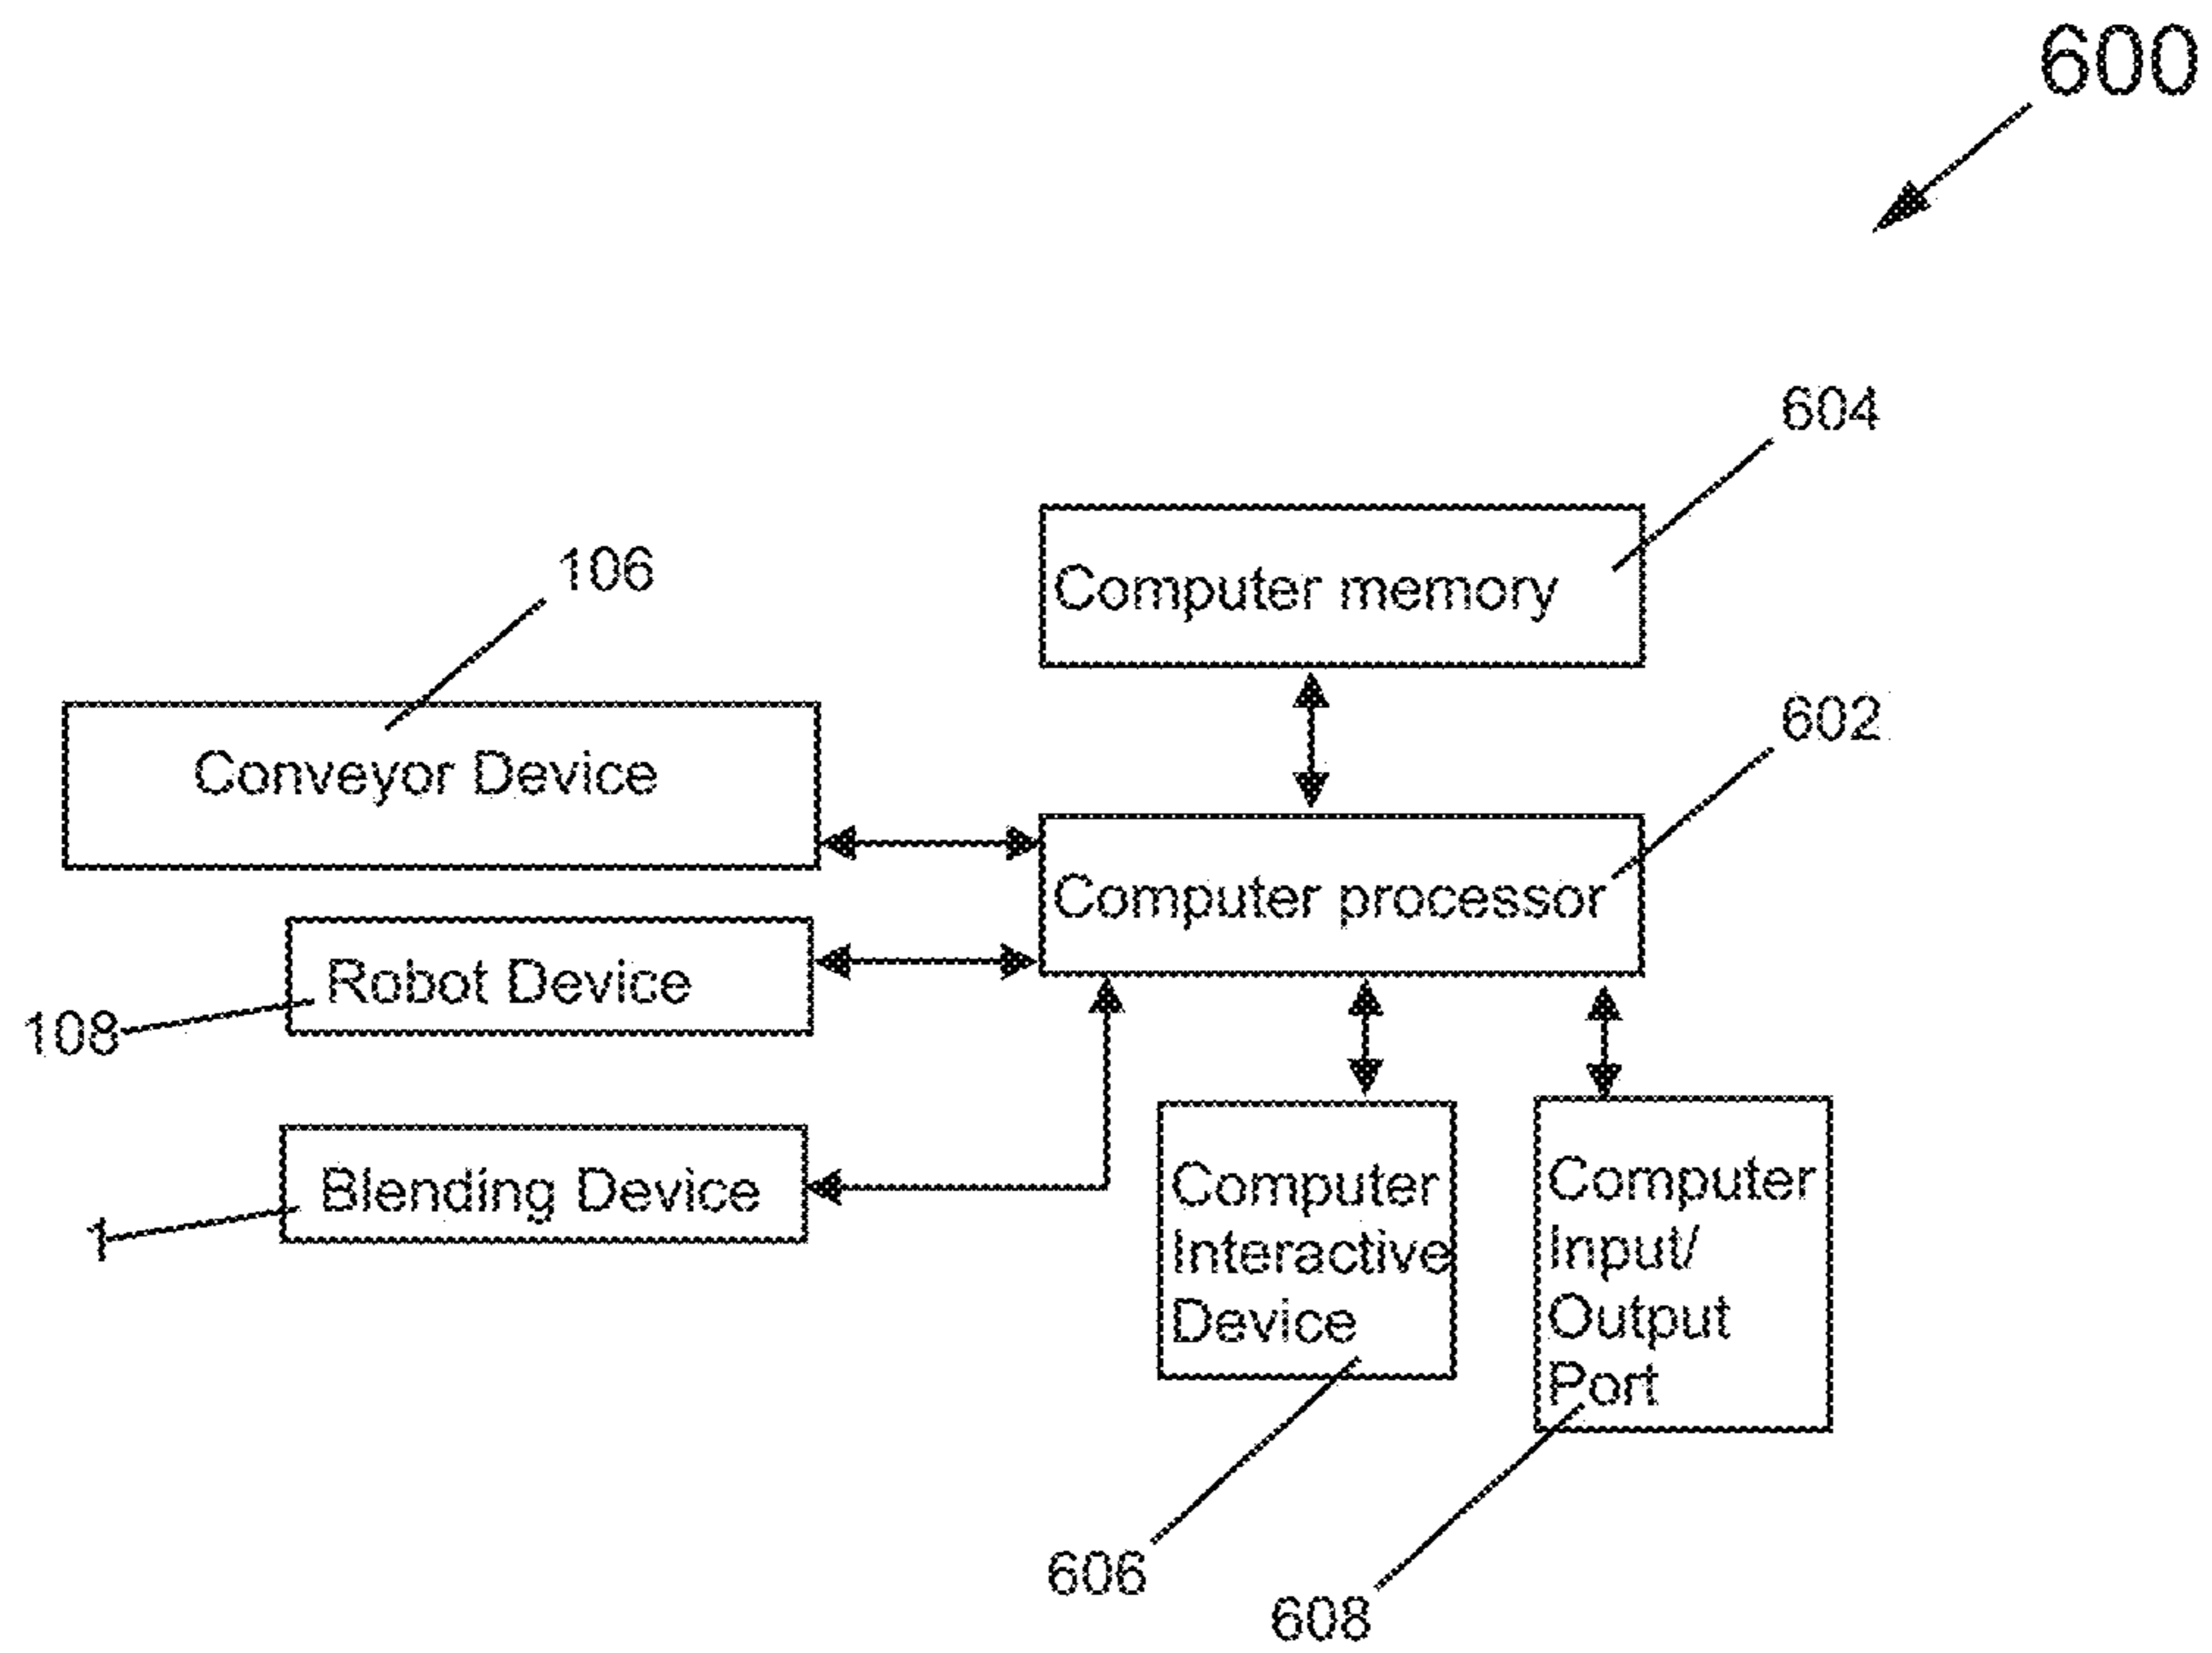 600
604
Computer memory
106
602
Conveyor Device
Computer processor
Robot Device
108
Blending Device
1
Computer
Interactive
Device
Computer
Input/
Output
Port
606
608